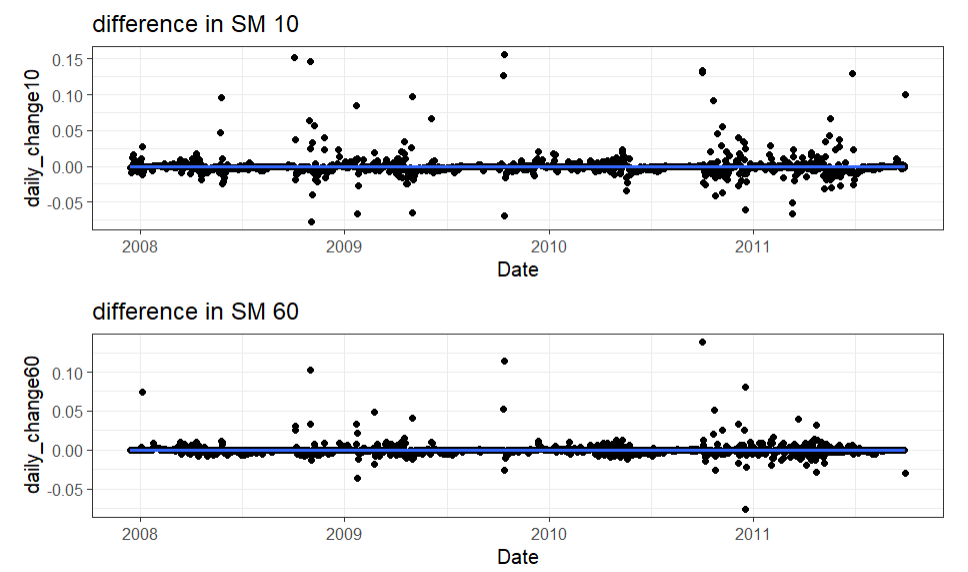 difference in SM 10
daily_change10
0.15
0.10
0.05
0.00
-0.05
2008
2009
2010
2011
Date
difference in SM 60
daily_change60
0.10
0.05
0.00
-0.05
2008
2009
2010
2011
Date